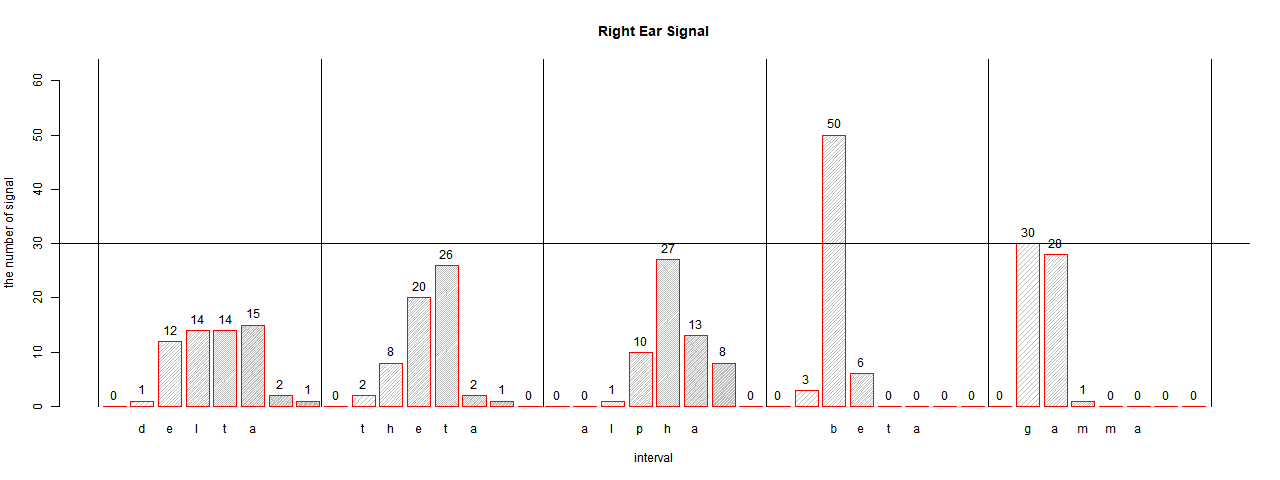 Right Ear Signal
the number of signal
60
50
40
30
20
10
0
0 1 12 14 14 15 2 1 0 2 8 20 26 2 1 0 0 0 1 10 27 13 8 0 0 3 50 6 0 0 0 0 0 30 28 1 0 0 0 0
d e l t a t h e t a a l p h a b e t a g a m m a
interval